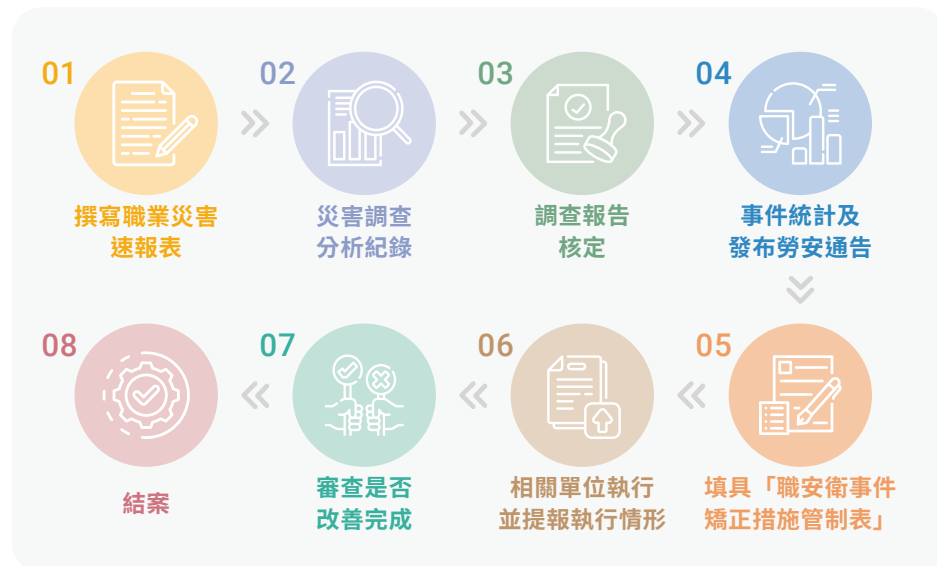 01
撰寫職業災害
速報表
02
災害調查
分析紀錄
03
調查報告
核定
04
事件統計及
發布勞安通告
05
填具「職安衛事件
矯正措施管制表」
06
相關單位執行
並提報執行情形
07
審查是否
改善完成
08
結案